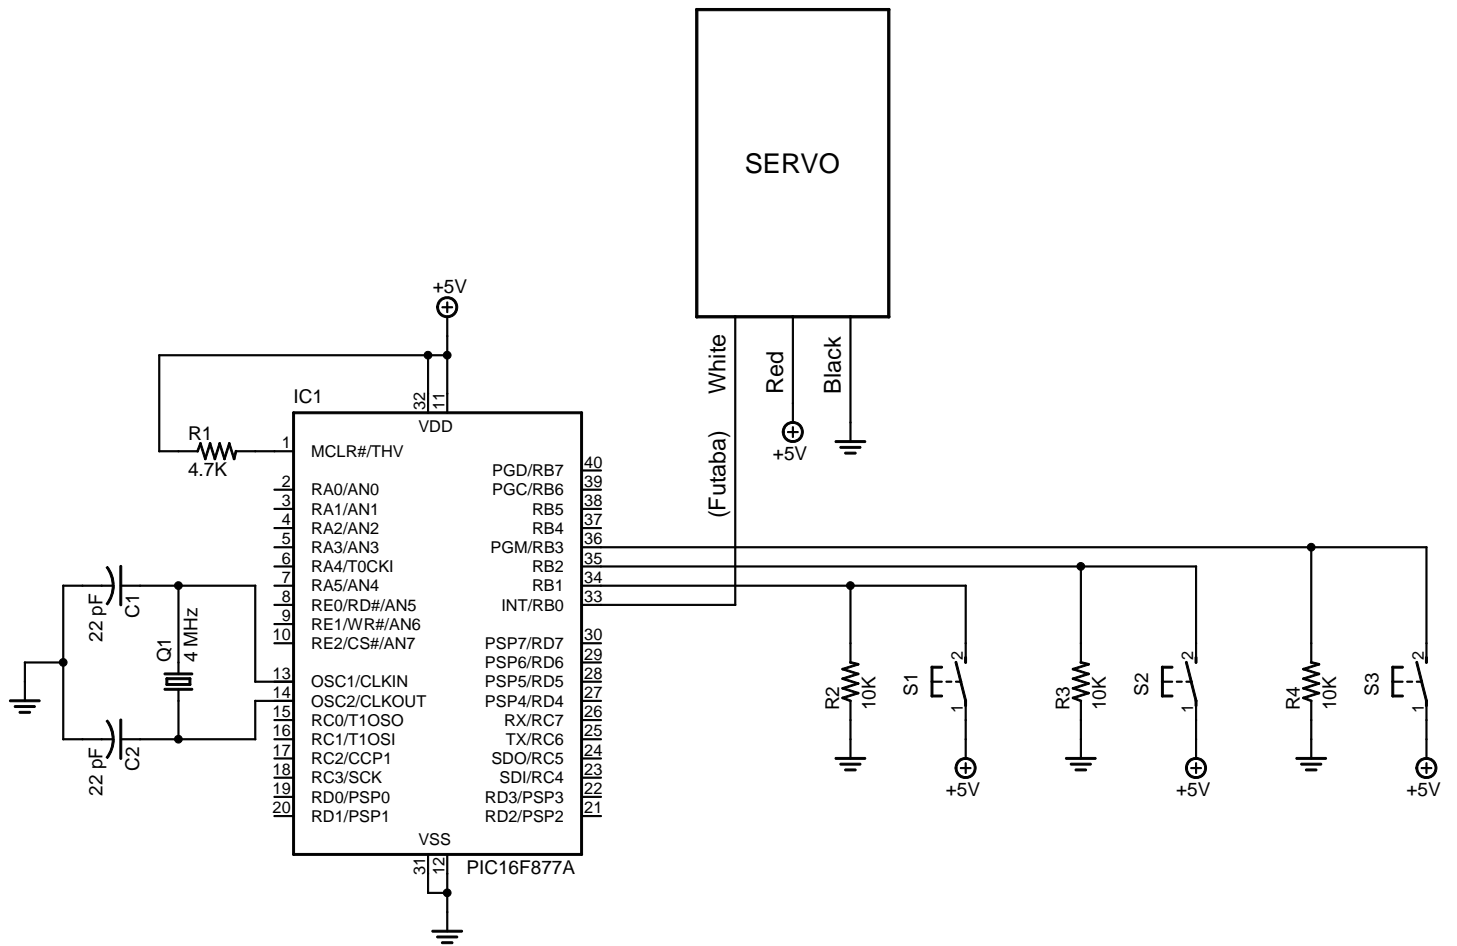 SERVO
White
Red
Black
(Futaba)
+5V
+5V
IC1
32
11
VDD
R1
4.7K
1
MCLR#/THV
2
RA0/AN0
3
RA1/AN1
4
RA2/AN2
5
RA3/AN3
6
RA4/T0CKI
7
RA5/AN4
8
RE0/RD#/AN5
9
RE1/WR#/AN6
10
RE2/CS#/AN7
13
OSC1/CLKIN
14
OSC2/CLKOUT
15
RC0/T1OSO
16
RC1/T1OSI
17
RC2/CCP1
18
RC3/SCK
19
RD0/PSP0
20
RD1/PSP1
PGD/RB7
40
PGC/RB6
39
RB5
38
RB4
37
PGM/RB3
36
RB2
35
RB1
34
INT/RB0
33
PSP7/RD7
30
PSP6/RD6
29
PSP5/RD5
28
PSP4/RD4
27
RX/RC7
26
TX/RC6
25
SDO/RC5
24
SDI/RC4
23
RD3/PSP3
22
RD2/PSP2
21
VSS
31
12
PIC16F877A
22 pF
C1
Q1
4 MHz
22 pF
C2
R2
10K
S1
2
1
+5V
R3
10K
S2
2
1
+5V
R4
10K
S3
2
1
+5V